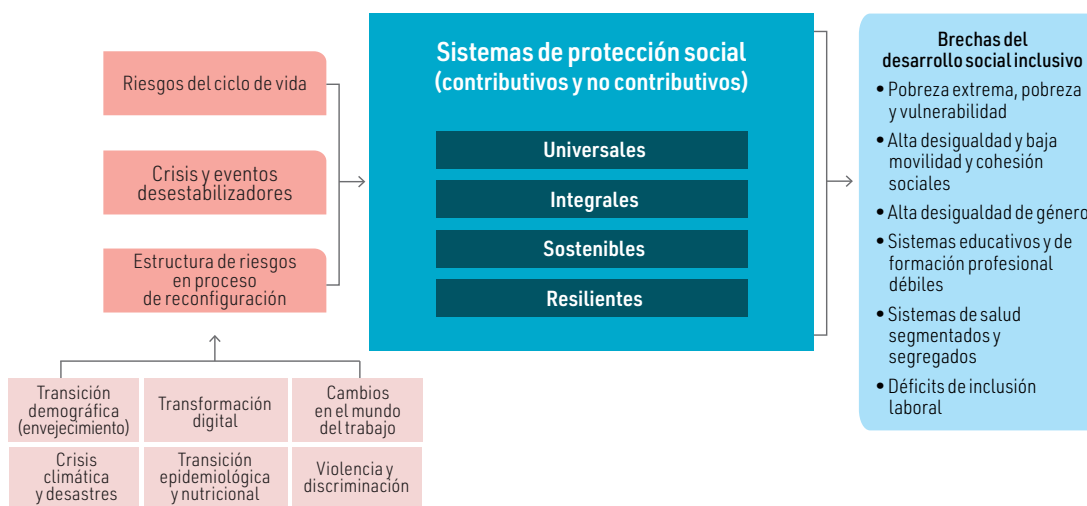 Riesgos del ciclo de vida
Crisis y eventos
desestabilizadores
Estructura de riesgos
en proceso
de reconfiguración
Transición
demográfica
(envejecimiento)
Transformación
digital
Cambios
en el mundo
del trabajo
Crisis
climática
y desastres
Transición
epidemiológica
y nutricional
Violencia y
discriminación
Sistemas de protección social
(contributivos y no contributivos)
Universales
Integrales
Sostenibles
Resilientes
Brechas del
desarrollo social inclusivo
• Pobreza extrema, pobreza
y vulnerabilidad
• Alta desigualdad y baja
movilidad y cohesión
sociales
• Alta desigualdad de género
• Sistemas educativos y de
formación profesional
débiles
• Sistemas de salud
segmentados y
segregados
• Déficits de inclusión
laboral